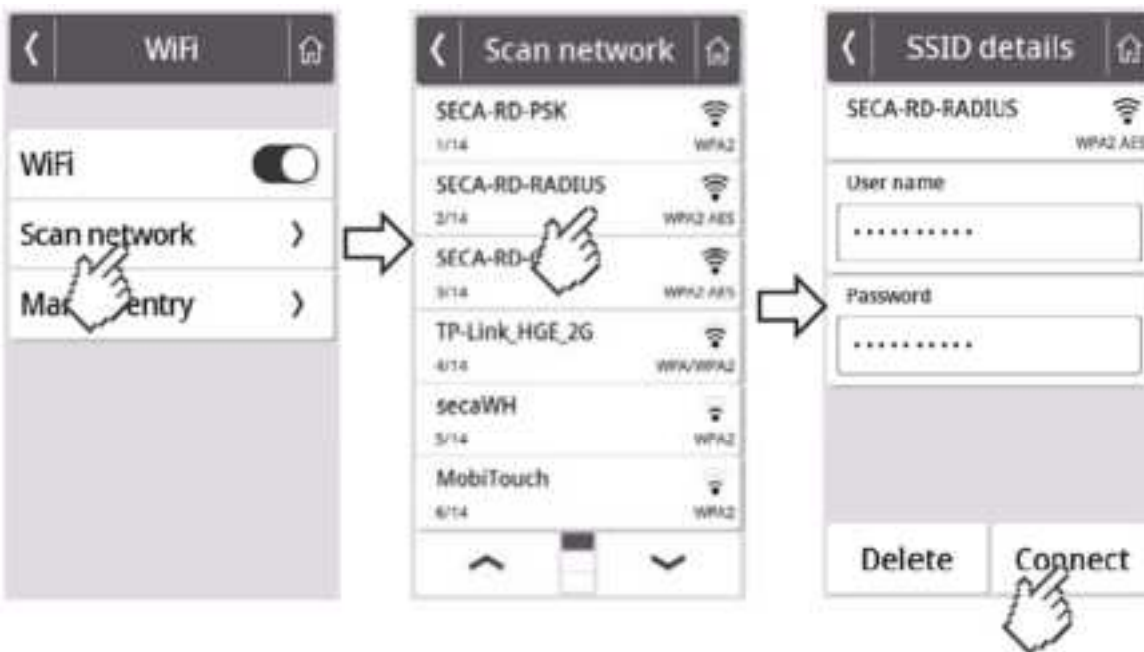 WiFi
WiFi
Scan network
entry
Scan network
SECA-RD-PSK
1/14
WPA2
SECA-RD-RADIUS
2/14
WPA2 AES
SECA-RD-
3/14
WPA2 AES
TP-Link_HGE_2G
4/14
WPA/WPA2
secaWH
5/14
WPA2
MobiTouch
6/14
WPA2
SSID details
SECA-RD-RADIUS
WPA2 AES
User name
Password
Delete
Connect